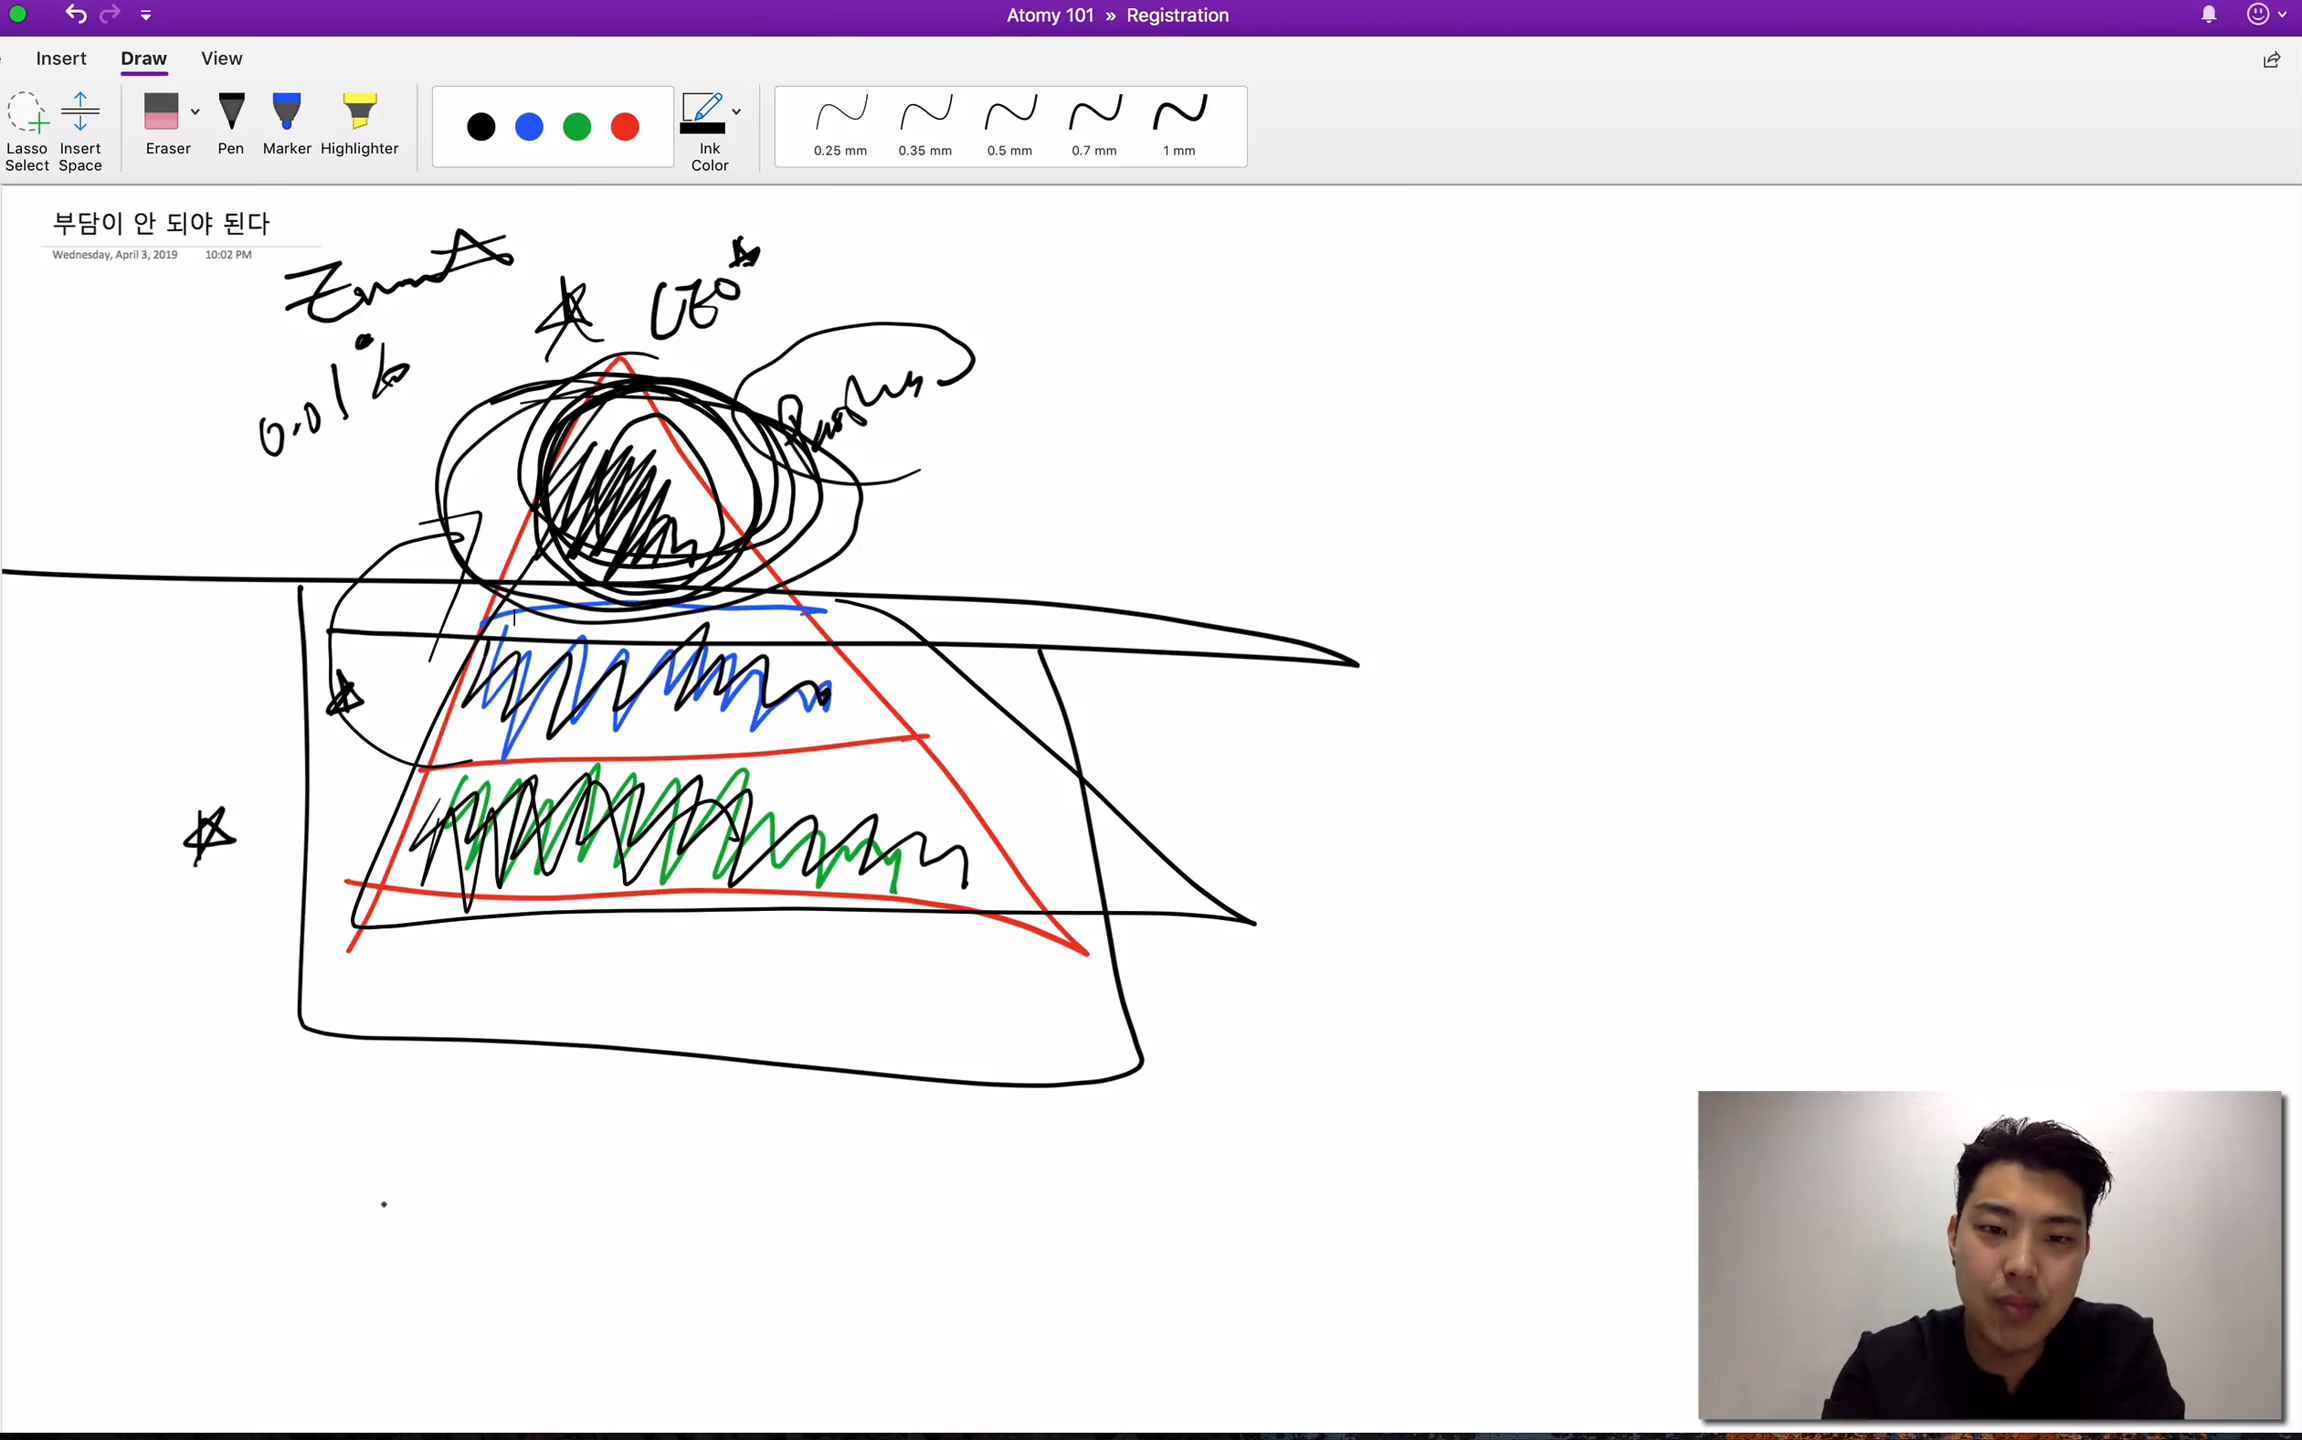 Atomy 101 » Registration
Insert Draw View
Lasso Select
Insert Space
Eraser
Pen
Marker
Highlighter
Ink Color
0.25 mm
0.35 mm
0.5 mm
0.7 mm
1 mm
부담이 안 되야 된다
Wednesday, April 3, 2019 10:02 PM
CEO
0.01%